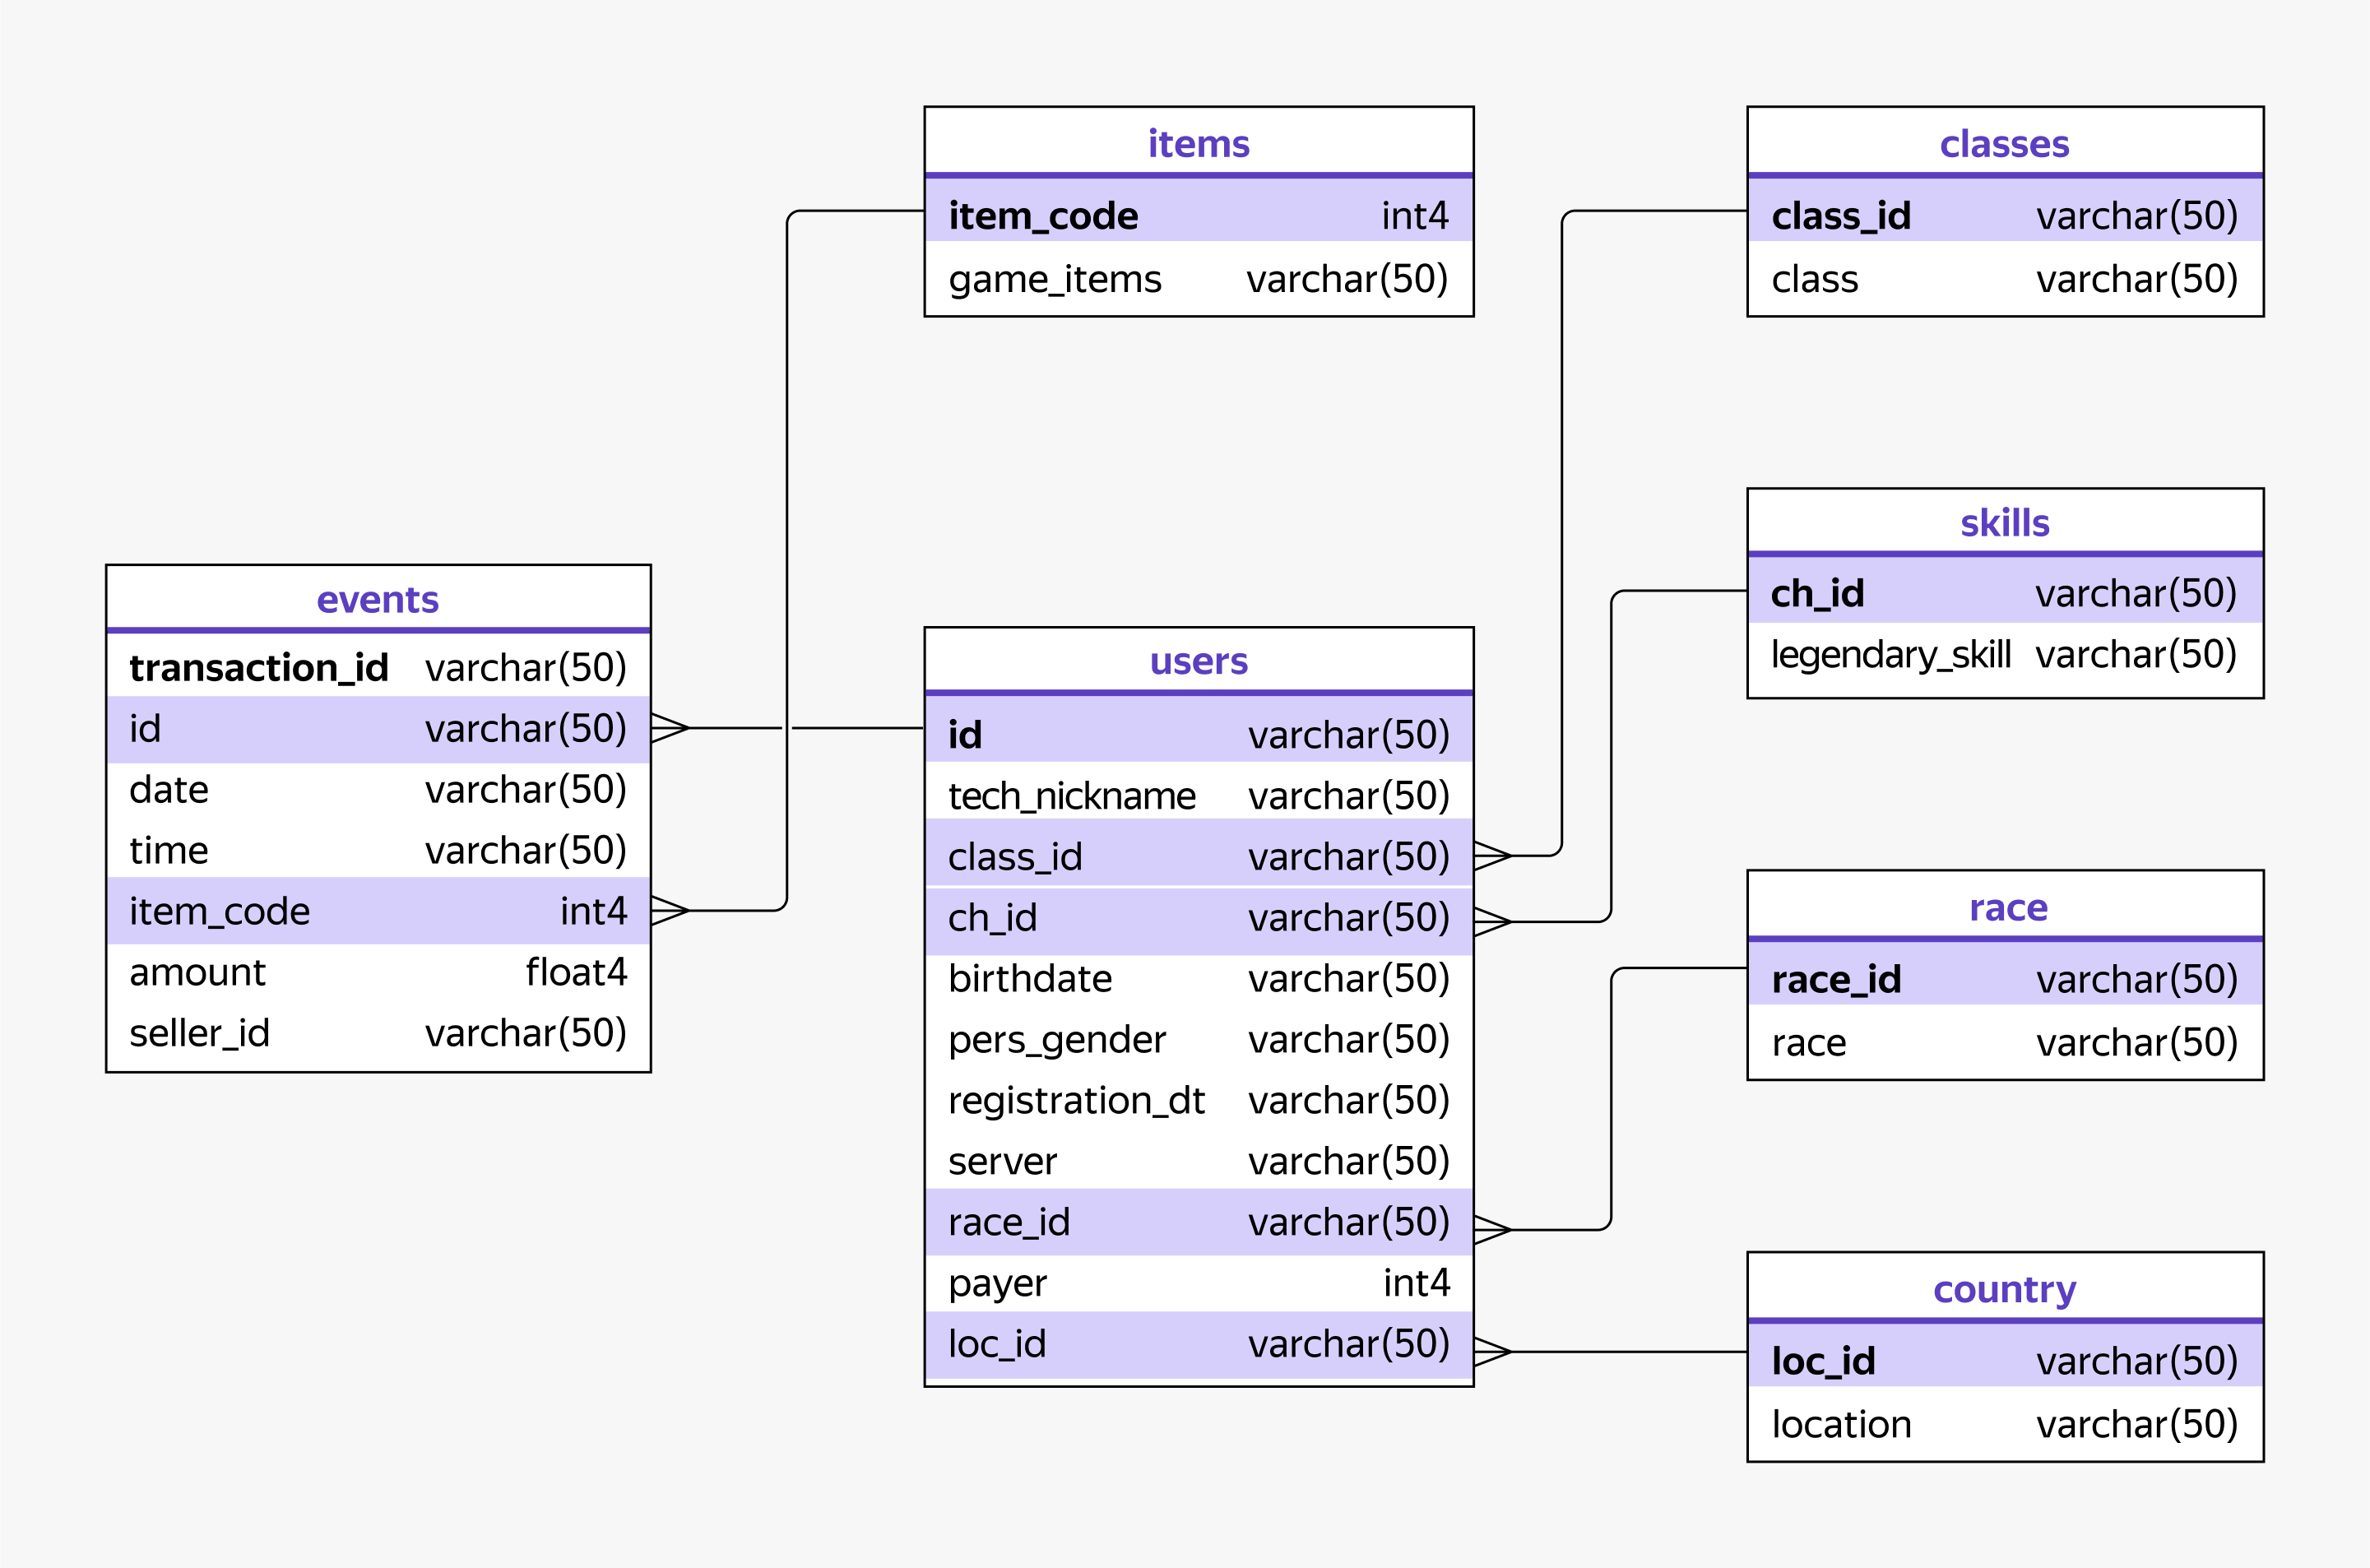 items
item_code int4
game_items varchar(50)
classes
class_id varchar(50)
class varchar(50)
skills
ch_id varchar(50)
legendary_skill varchar(50)
events
transaction_id varchar(50)
id varchar(50)
date varchar(50)
time varchar(50)
item_code int4
amount float4
seller_id varchar(50)
users
id varchar(50)
tech_nickname varchar(50)
class_id varchar(50)
ch_id varchar(50)
birthdate varchar(50)
pers_gender varchar(50)
registration_dt varchar(50)
server varchar(50)
race_id varchar(50)
payer int4
loc_id varchar(50)
race
race_id varchar(50)
race varchar(50)
country
loc_id varchar(50)
location varchar(50)